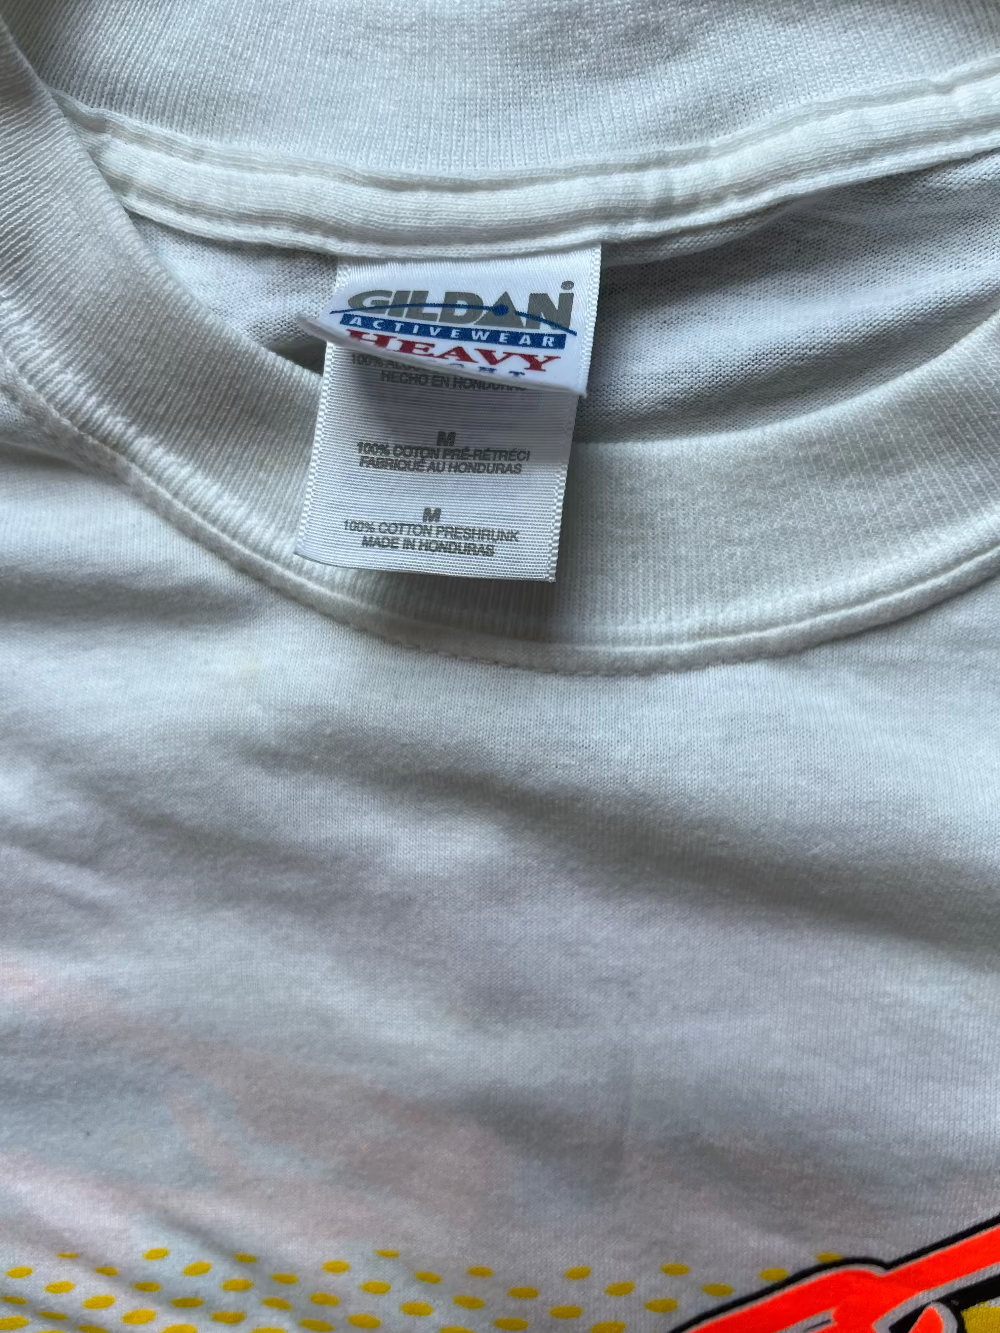 GILDAN
ACTIVEWEAR
HEAVY
HECHO EN HONDURAS
M
100% COTON PRÉ-RÉTRÉCI
FABRIQUÉ AU HONDURAS
M
100% COTTON PRESHRUNK
MADE IN HONDURAS